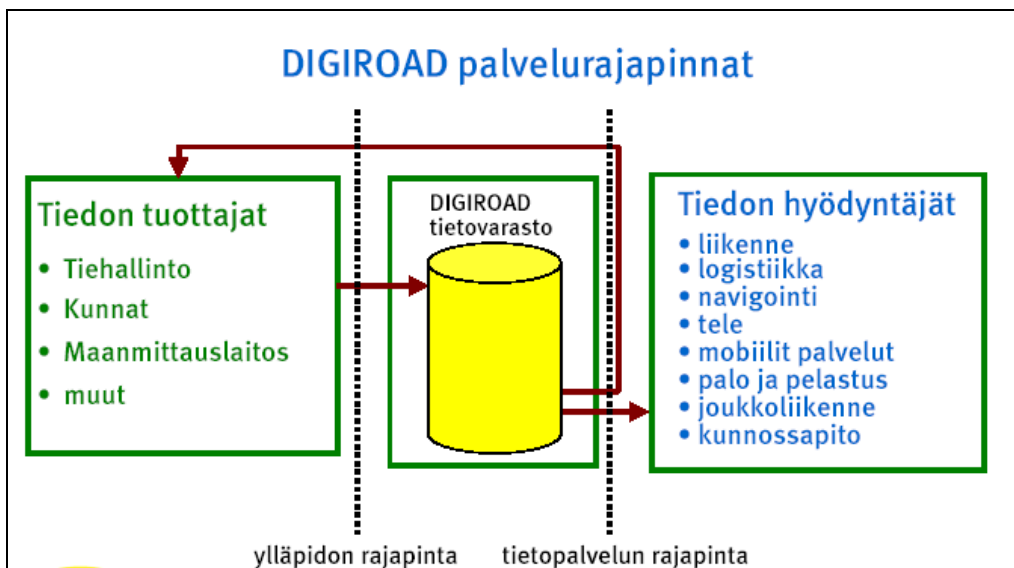 DIGIROAD palvelurajapinnat
Tiedon tuottajat
• Tiehallinto
• Kunnat
• Maanmittauslaitos
• muut
DIGIROAD
tietovarasto
Tiedon hyödyntäjät
• liikenne
• logistiikka
• navigointi
• tele
• mobiilit palvelut
• palo ja pelastus
• joukkoliikenne
• kunnossapito
ylläpidon rajapinta
tietopalvelun rajapinta